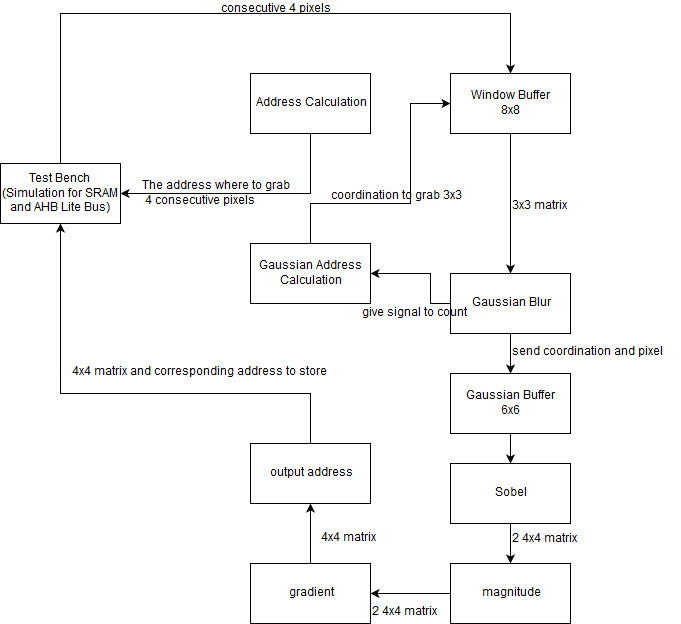 consecutive 4 pixels
Address Calculation
Window Buffer
8x8
Test Bench
(Simulation for SRAM
and AHB Lite Bus)
The address where to grab
4 consecutive pixels
coordination to grab 3x3
3x3 matrix
Gaussian Address
Calculation
Gaussian Blur
give signal to count
send coordination and pixel
4x4 matrix and corresponding address to store
Gaussian Buffer
6x6
output address
Sobel
4x4 matrix
2 4x4 matrix
gradient
magnitude
2 4x4 matrix